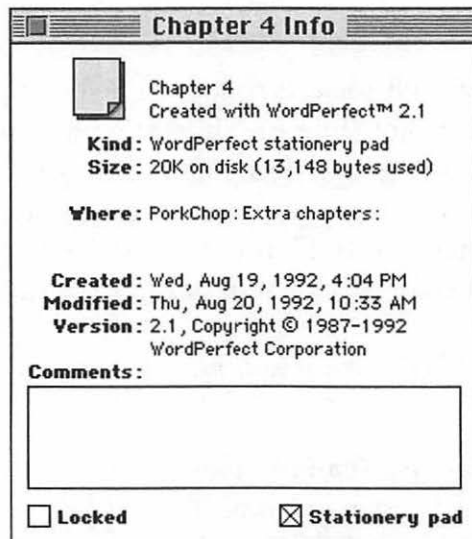 Chapter 4 Info
Chapter 4
Created with WordPerfect™ 2.1
Kind: WordPerfect stationery pad
Size: 20K on disk (13,148 bytes used)
Where: PorkChop: Extra chapters:
Created: Wed, Aug 19, 1992, 4:04 PM
Modified: Thu, Aug 20, 1992, 10:33 AM
Version: 2.1, Copyright © 1987-1992
WordPerfect Corporation
Comments:
Locked Stationery pad